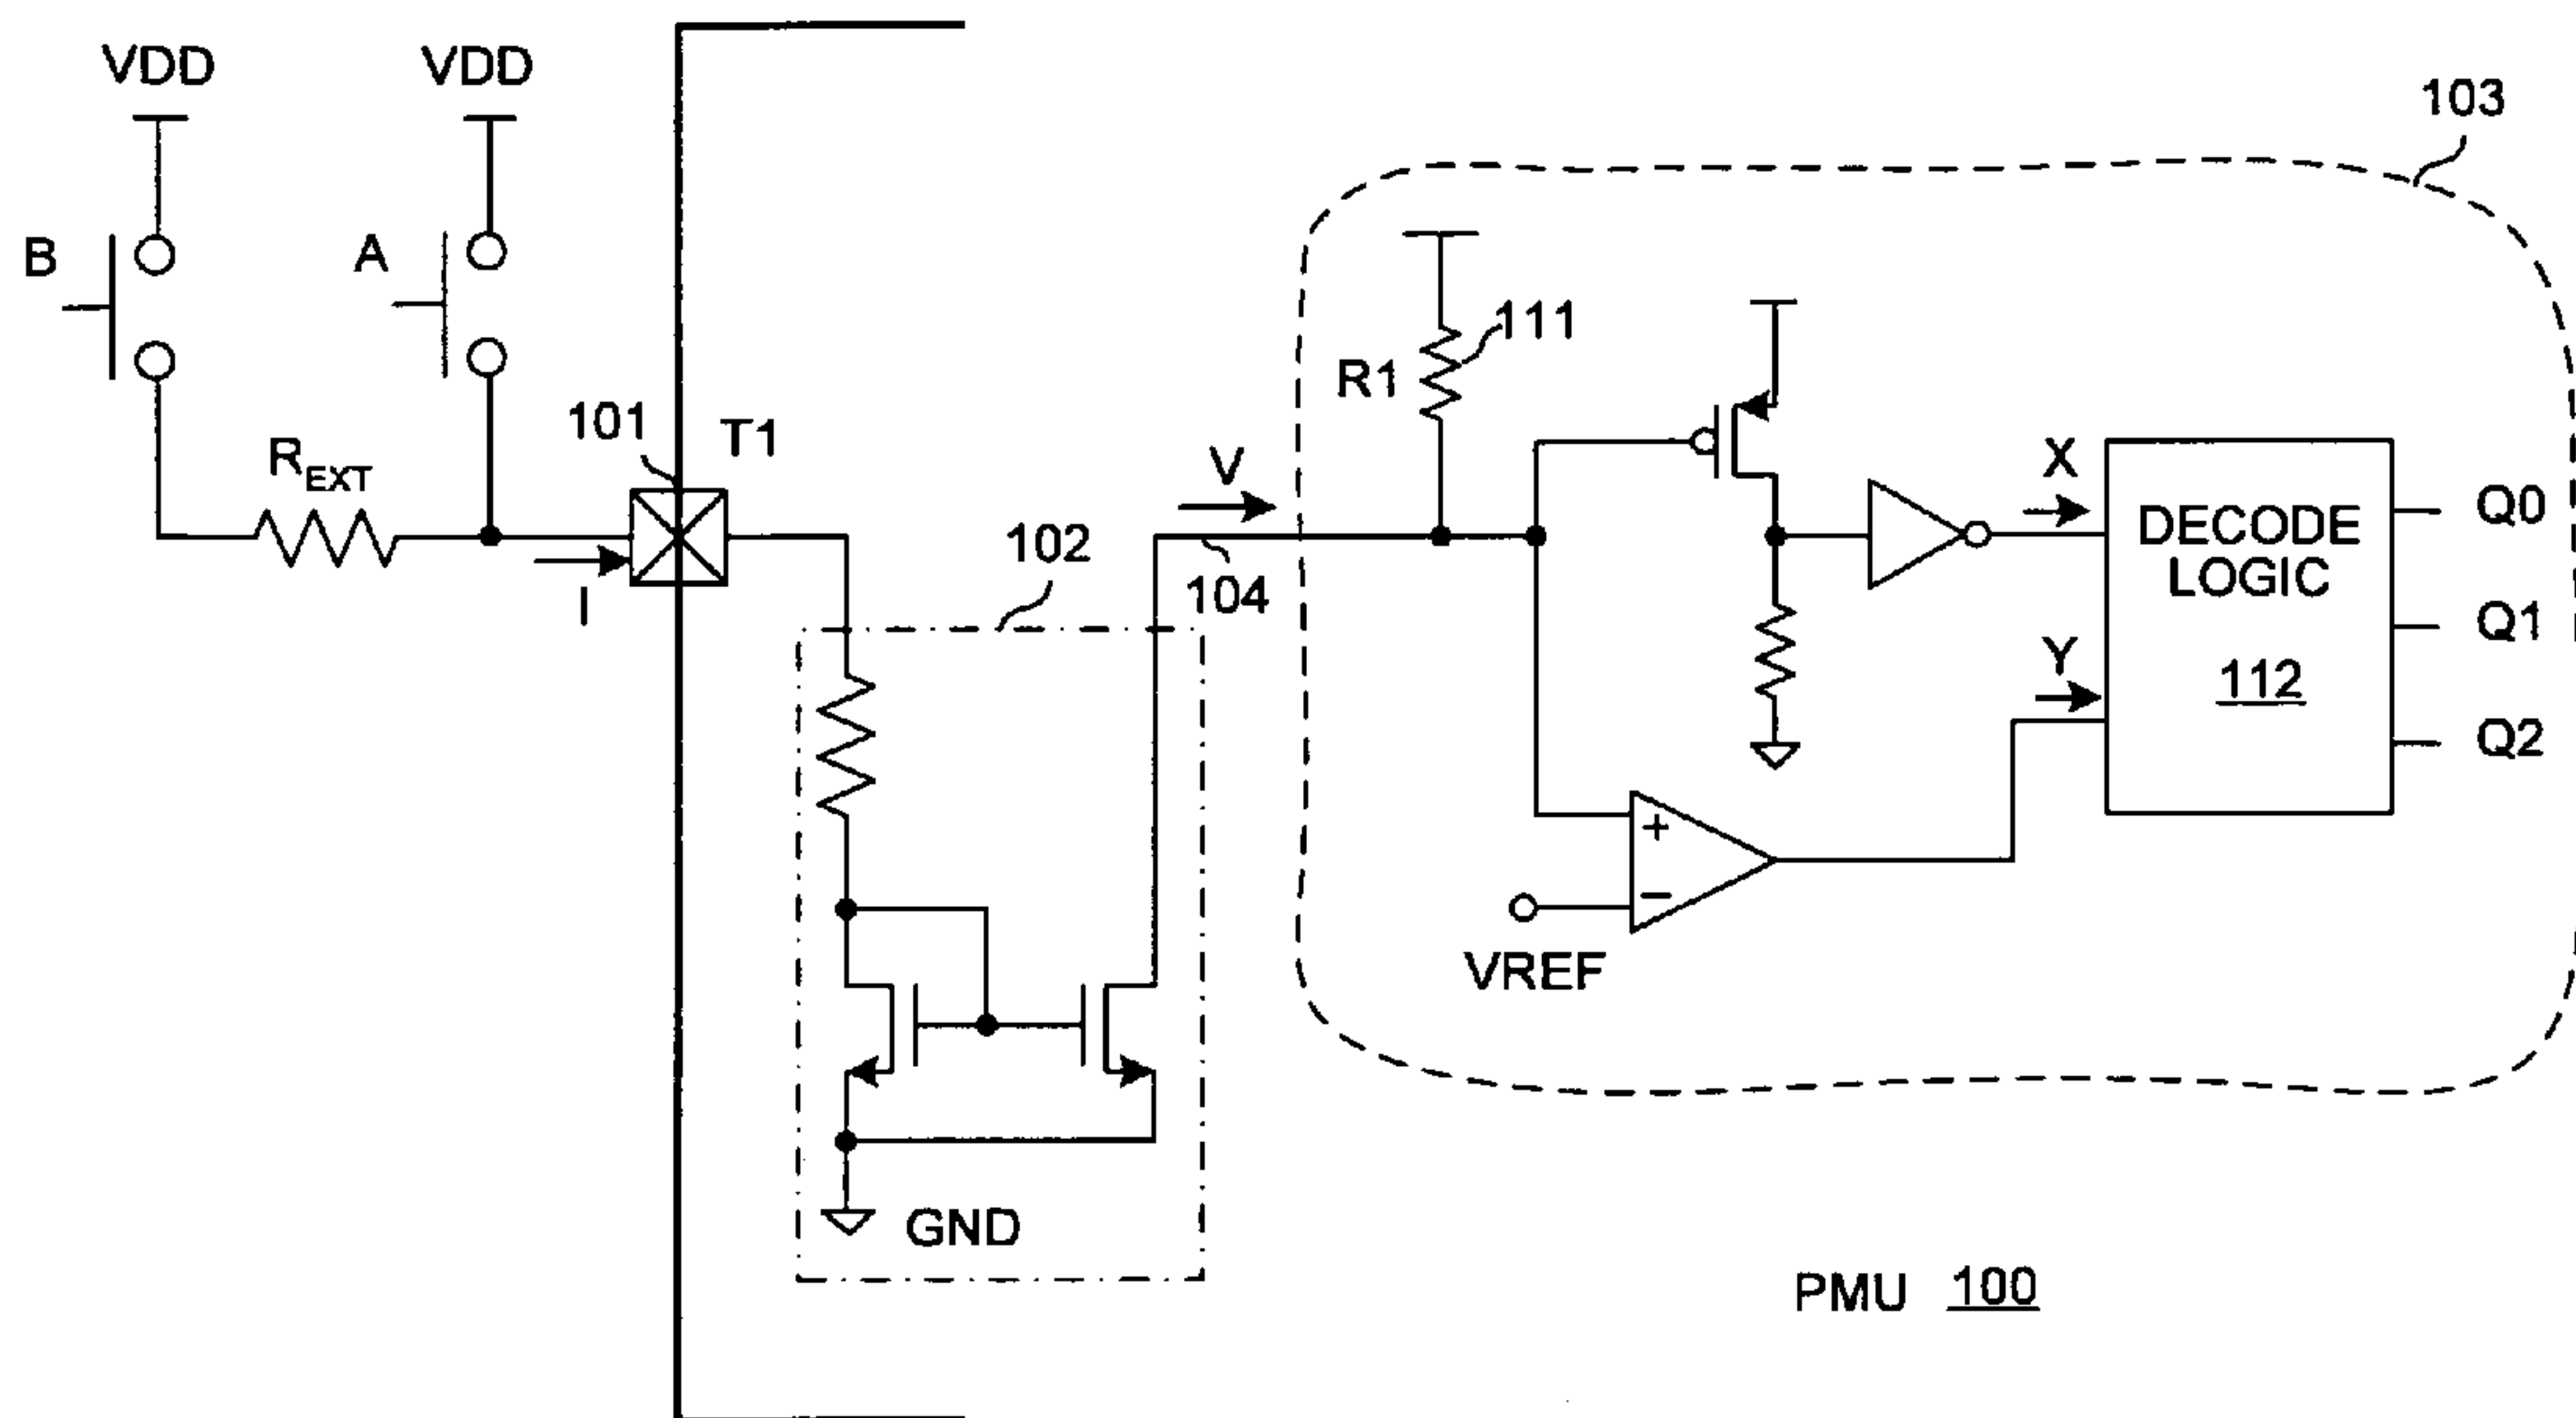 VDD
VDD
103
B
A
111
R1
101
T1
R_EXT
V
X
DECODE
LOGIC
112
Q0
Q1
Q2
102
104
I
Y
+
−
VREF
GND
PMU 100